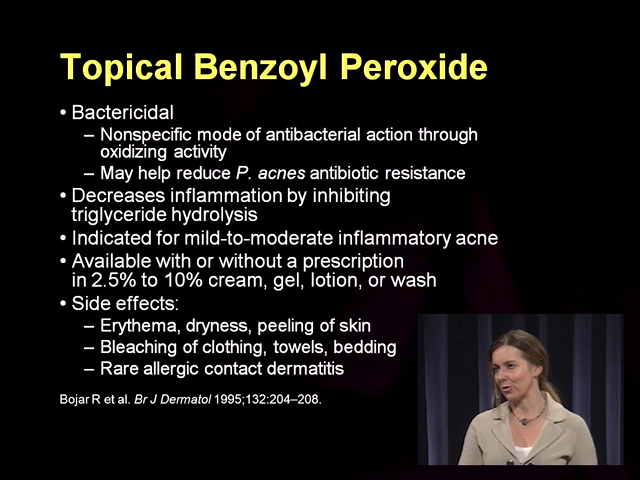 Topical Benzoyl Peroxide
• Bactericidal
– Nonspecific mode of antibacterial action through
oxidizing activity
– May help reduce P. acnes antibiotic resistance
• Decreases inflammation by inhibiting
triglyceride hydrolysis
• Indicated for mild-to-moderate inflammatory acne
• Available with or without a prescription
in 2.5% to 10% cream, gel, lotion, or wash
• Side effects:
– Erythema, dryness, peeling of skin
– Bleaching of clothing, towels, bedding
– Rare allergic contact dermatitis
Bojar R et al. Br J Dermatol 1995;132:204–208.